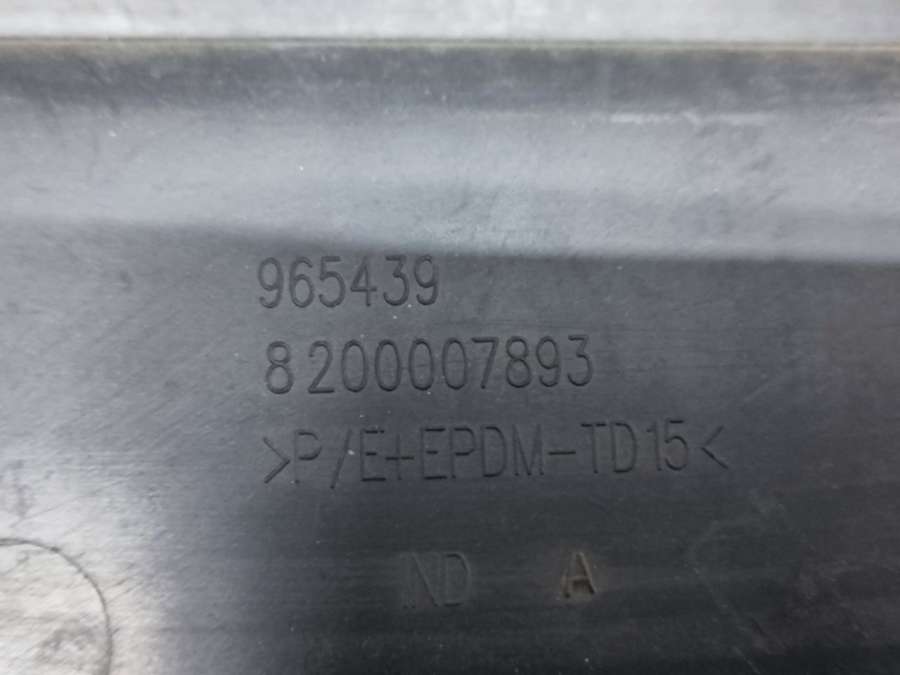 965439
8200007893
>P/E+EPDM-TD15<
ND A